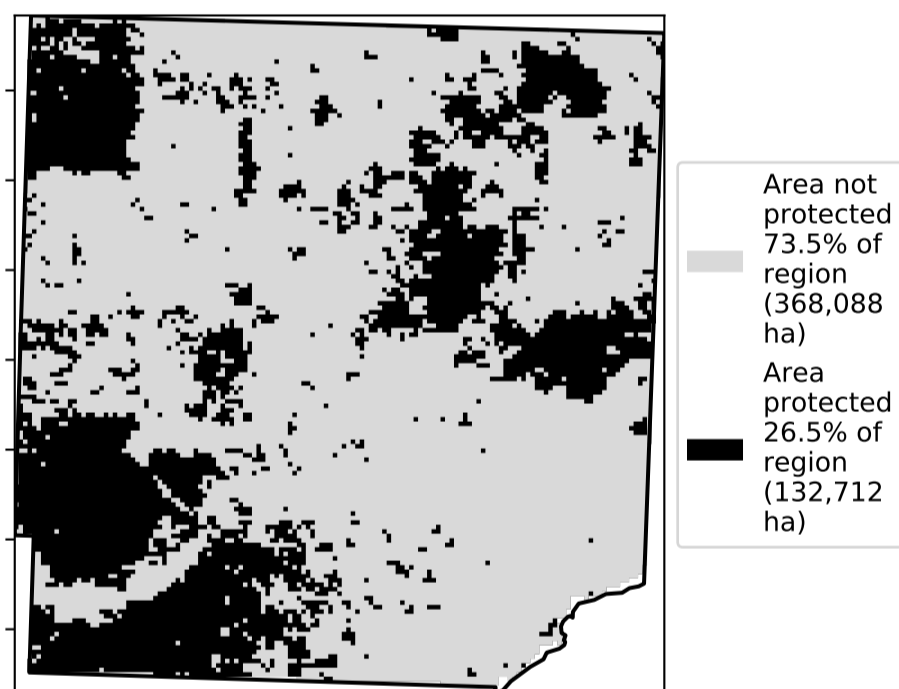 Area not
protected
73.5% of
region
(368,088
ha)
Area
protected
26.5% of
region
(132,712
ha)